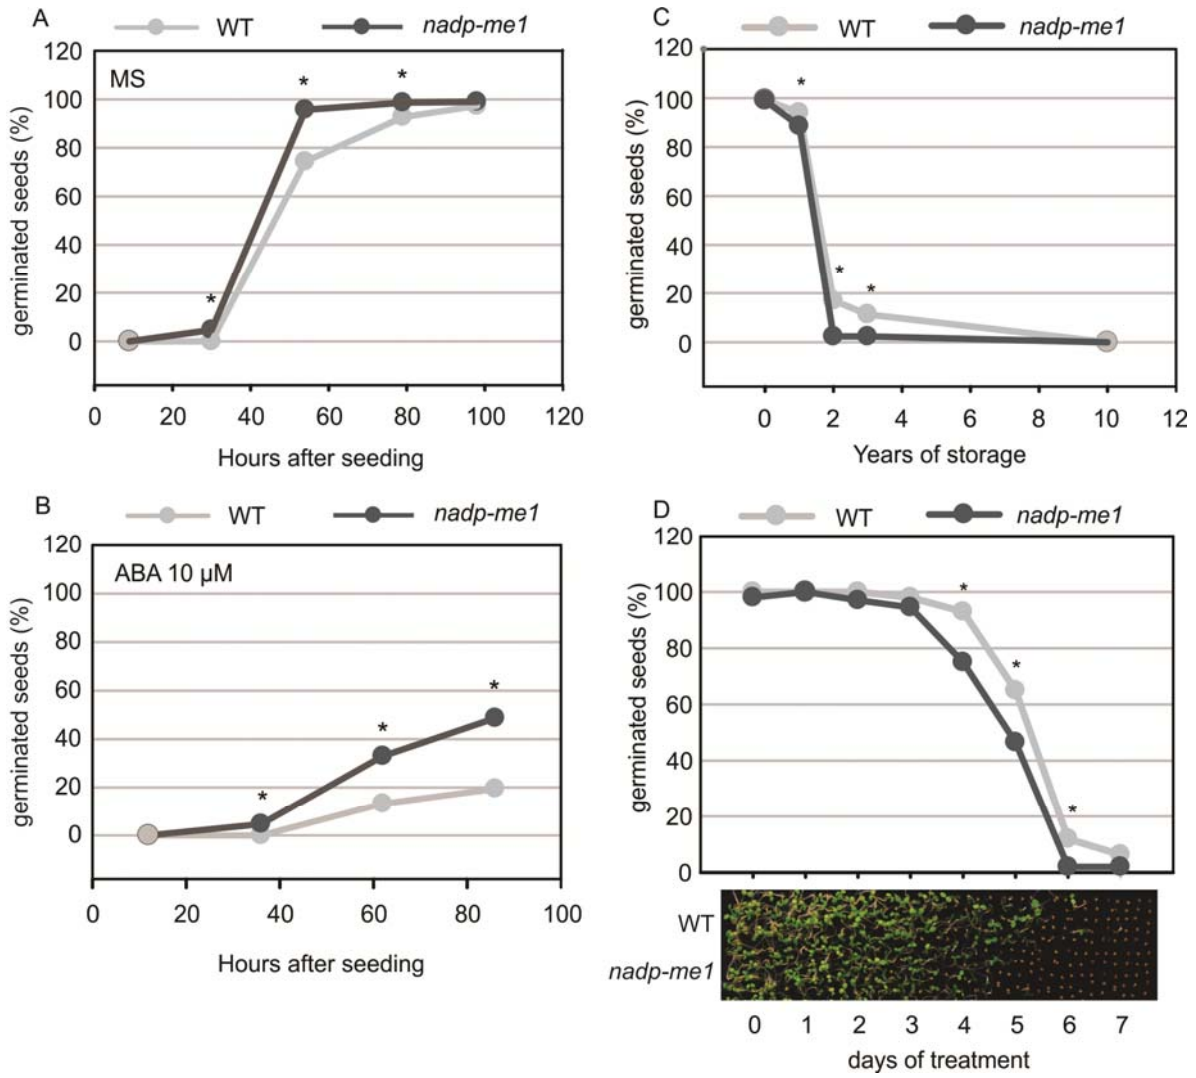 A
WT nadp-me1
120
MS
100
80
60
40
20
0
germinated seeds (%)
*
*
*
0 20 40 60 80 100 120
Hours after seeding
B
WT nadp-me1
120
ABA 10 µM
100
80
60
40
20
0
germinated seeds (%)
*
*
*
0 20 40 60 80 100
Hours after seeding
C
WT nadp-me1
120
100
80
60
40
20
0
germinated seeds (%)
*
*
*
0 2 4 6 8 10 12
Years of storage
D
WT nadp-me1
120
100
80
60
40
20
0
germinated seeds (%)
*
*
*
WT
nadp-me1
0 1 2 3 4 5 6 7
days of treatment